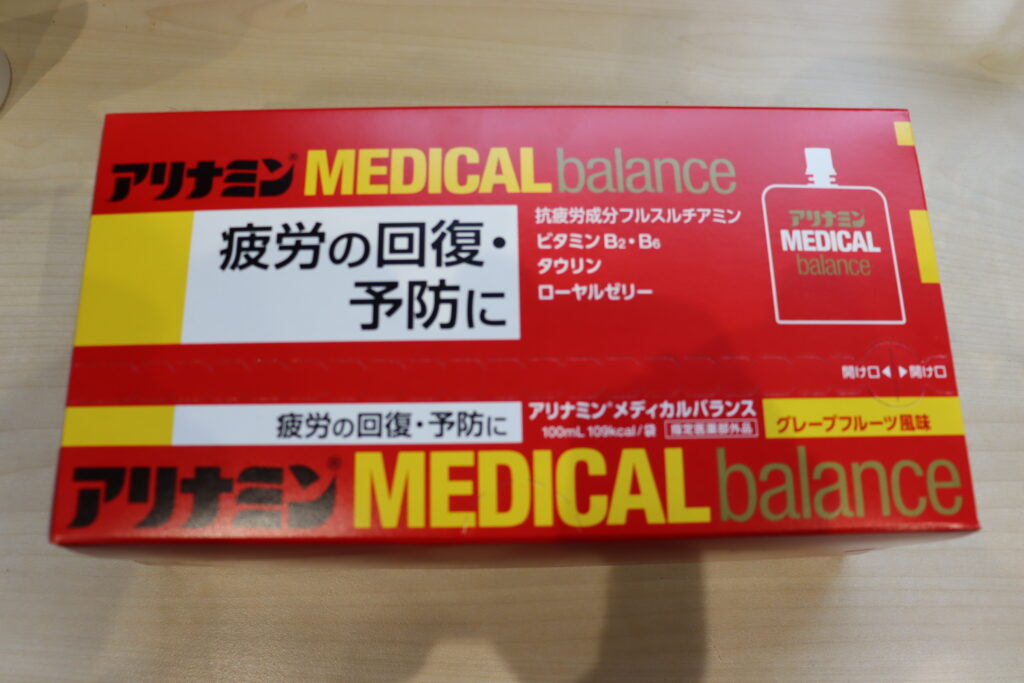 アリナミン® MEDICAL balance
疲労の回復・
予防に
抗疲労成分フルスルチアミン
ビタミンB2・B6
タウリン
ローヤルゼリー
アリナミン
MEDICAL
balance
開け口◀ ▶開け口
疲労の回復・予防に
アリナミン®メディカルバランス
100mL 109kcal/袋 指定医薬部外品
グレープフルーツ風味
アリナミン® MEDICAL balance